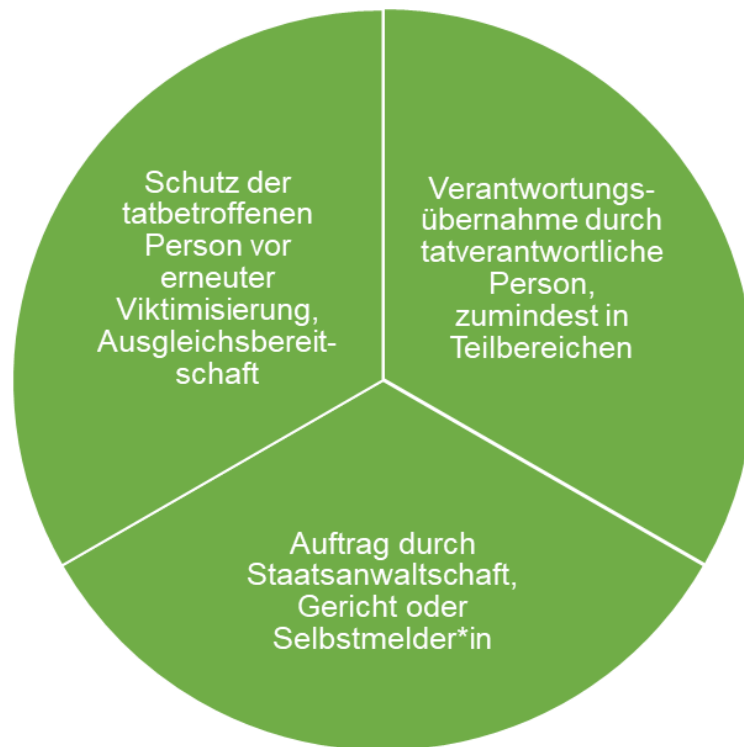 Schutz der
tatbetroffenen
Person vor
erneuter
Viktimisierung,
Ausgleichsbereit-
schaft
Verantwortungs-
übernahme durch
tatverantwortliche
Person,
zumindest in
Teilbereichen
Auftrag durch
Staatsanwaltschaft,
Gericht oder
Selbstmelder*in